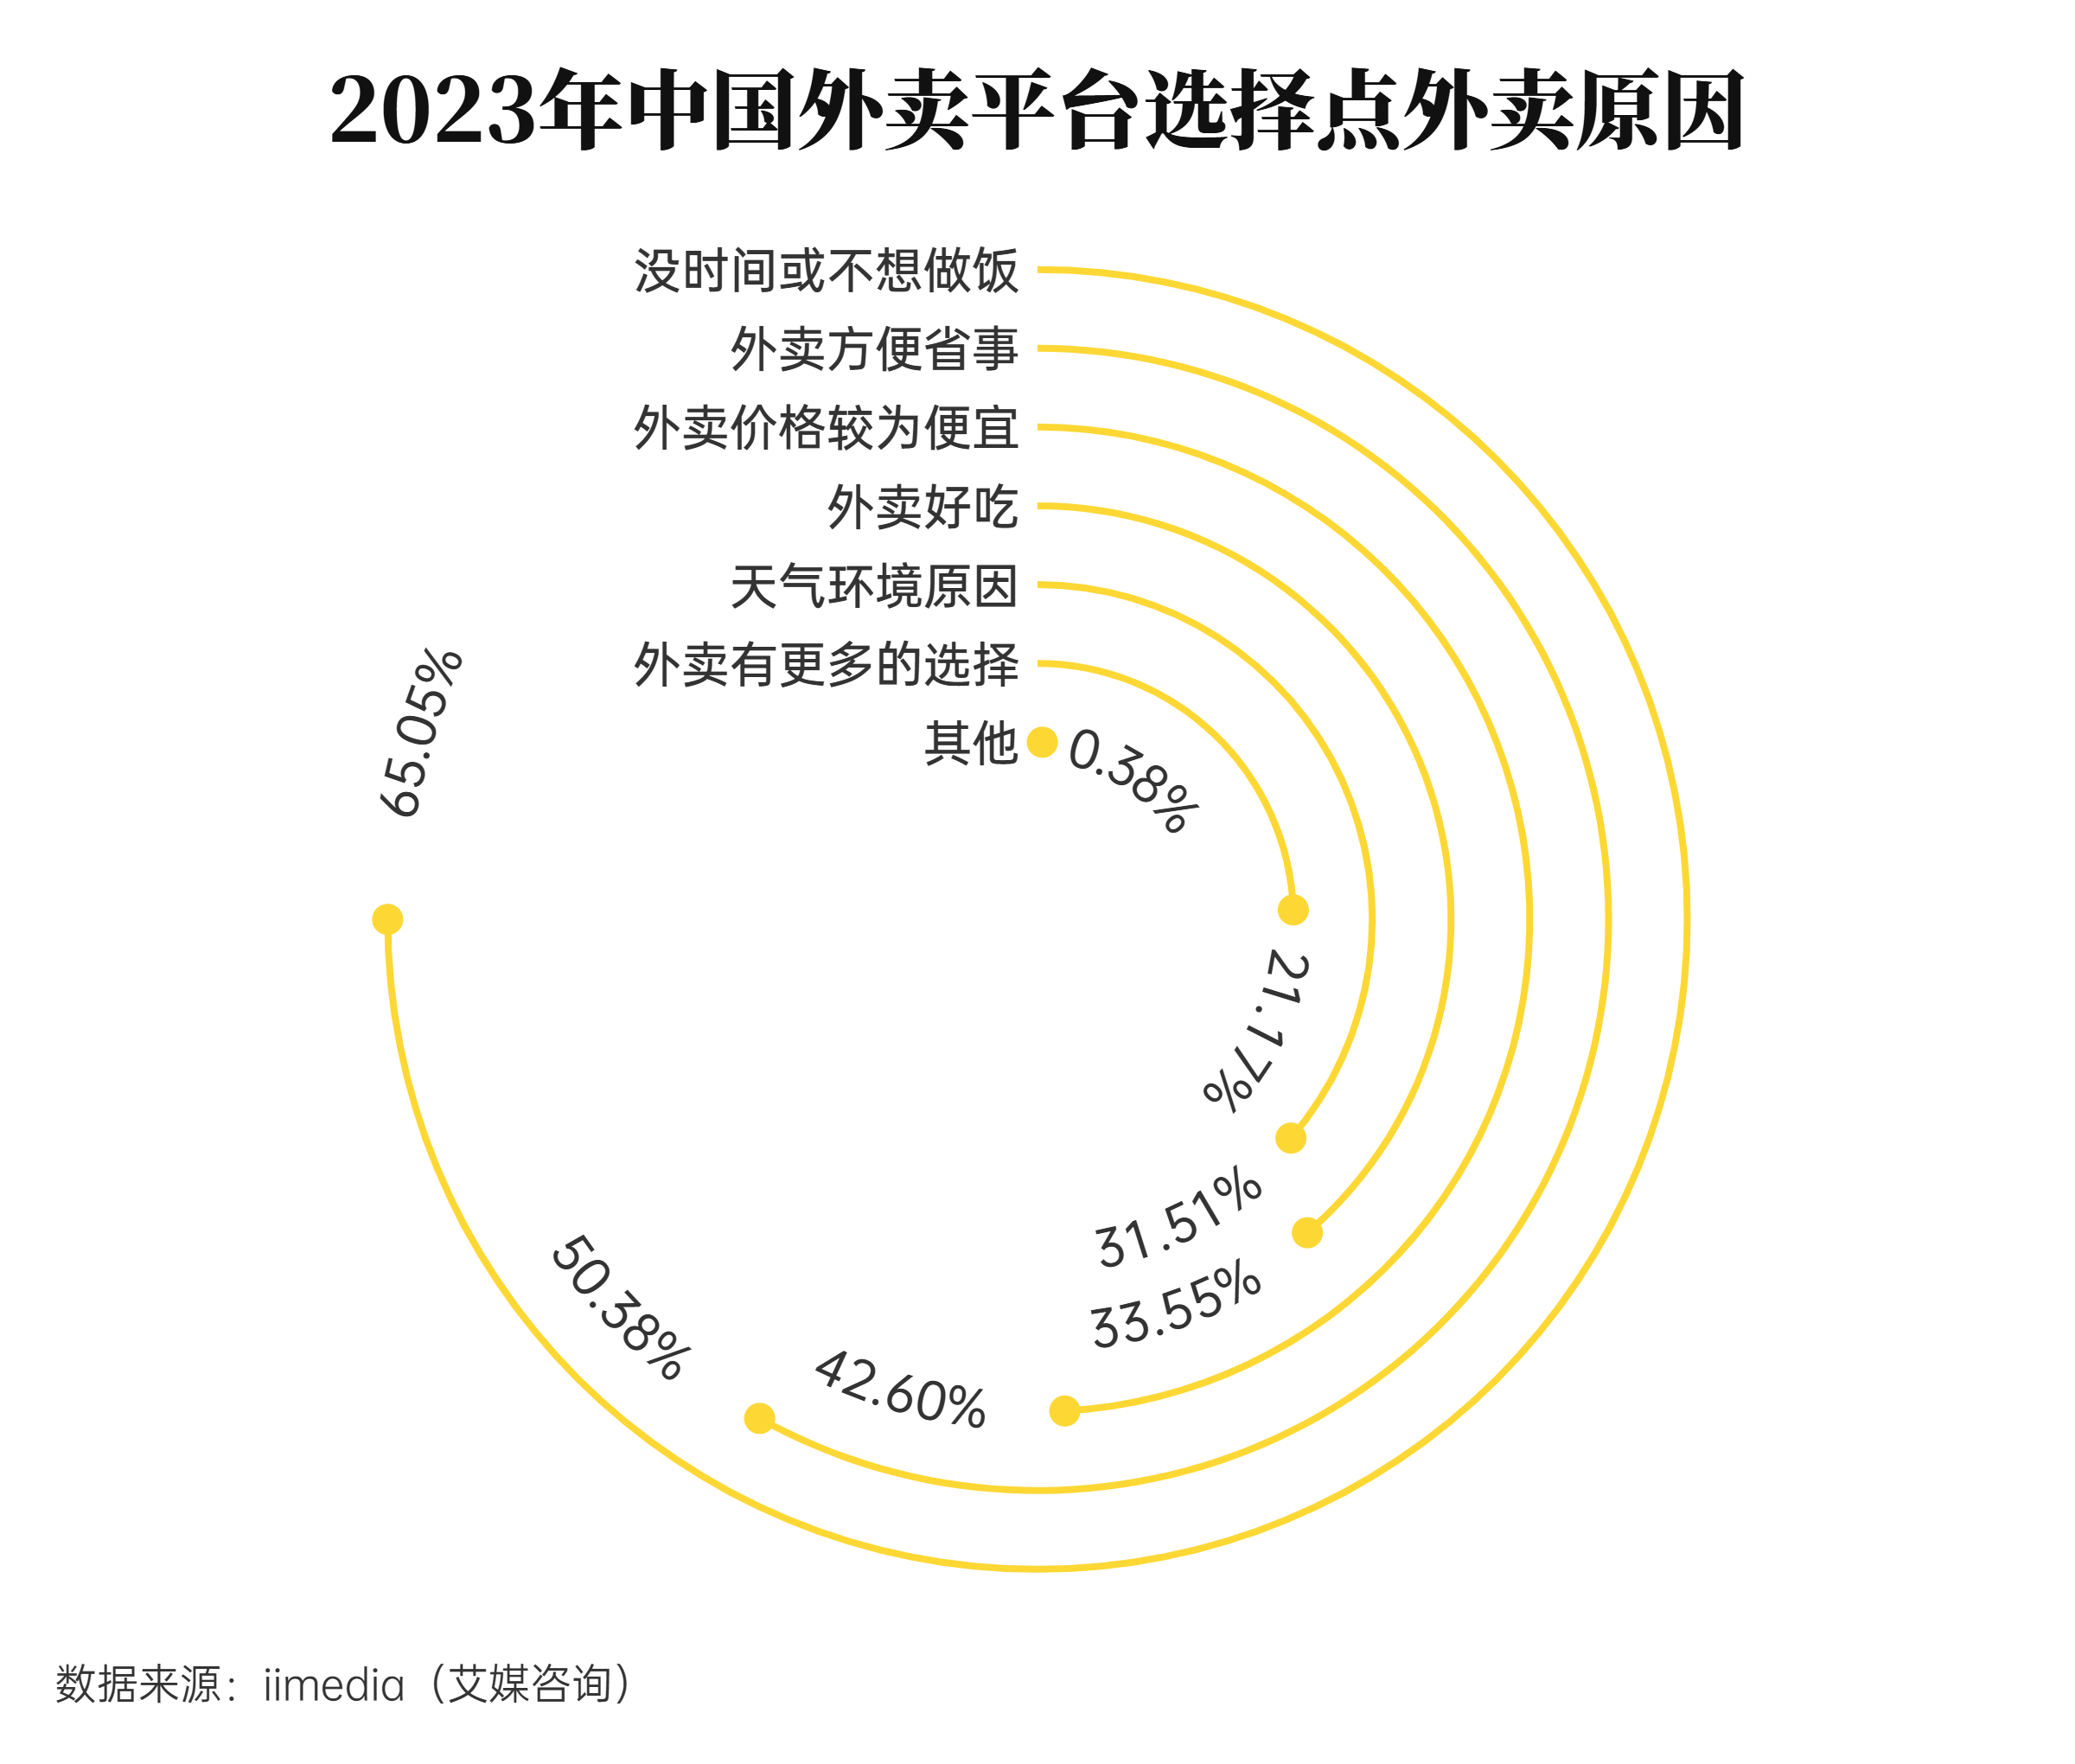 2023年中国外卖平台选择点外卖原因
没时间或不想做饭
外卖方便省事
外卖价格较为便宜
外卖好吃
天气环境原因
外卖有更多的选择
其他
0.38%
65.05%
21.17%
31.51%
33.55%
50.38%
42.60%
数据来源：iimedia（艾媒咨询）